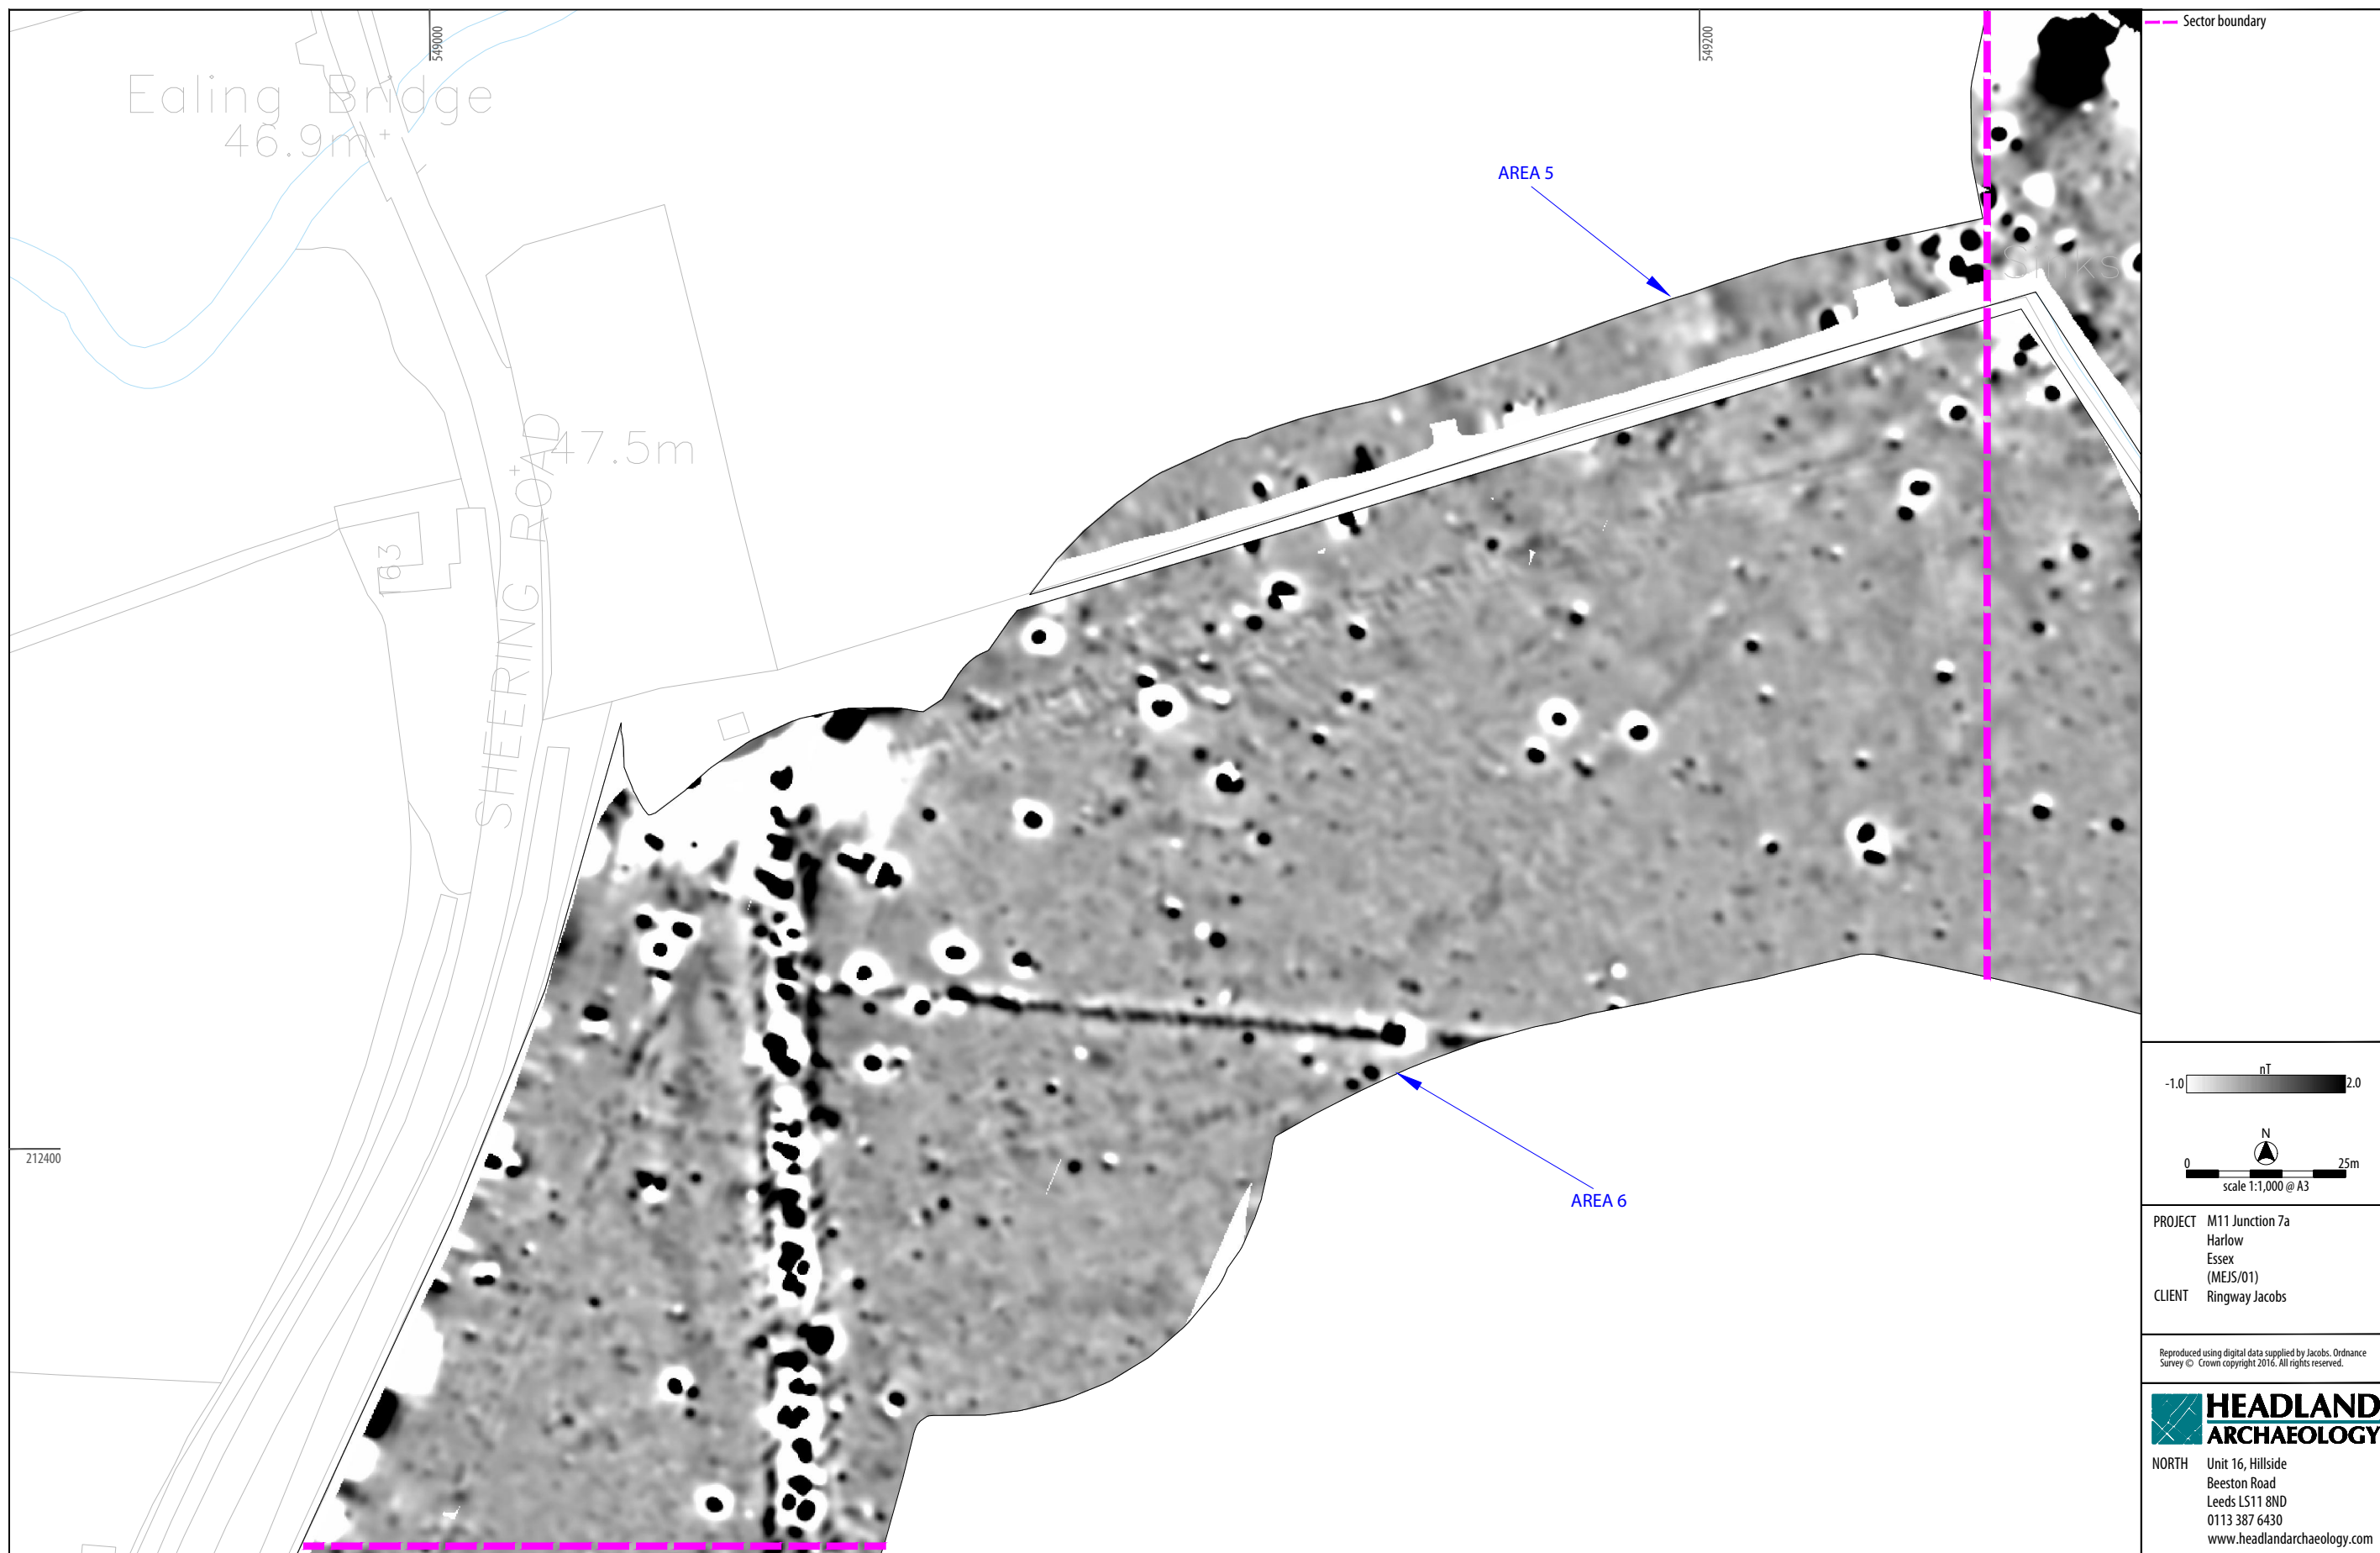 549000
549200
Sector boundary
Ealing Bridge
46.9m
AREA 5
Sinks
47.5m
SHEERING ROAD
163
212400
AREA 6
nT
-1.0
2.0
N
0
25m
scale 1:1,000 @ A3
PROJECT M11 Junction 7a
Harlow
Essex
(MEJS/01)
CLIENT Ringway Jacobs
Reproduced using digital data supplied by Jacobs. Ordnance
Survey © Crown copyright 2016. All rights reserved.
HEADLAND
ARCHAEOLOGY
NORTH Unit 16, Hillside
Beeston Road
Leeds LS11 8ND
0113 387 6430
www.headlandarchaeology.com